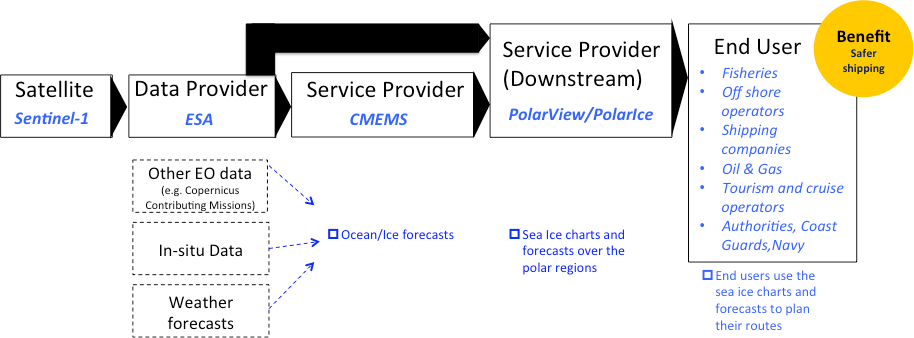 Satellite
Sentinel-1
Data Provider
ESA
Service Provider
CMEMS
Service Provider
(Downstream)
PolarView/PolarIce
End User
• Fisheries
• Off shore
operators
• Shipping
companies
• Oil & Gas
• Tourism and cruise
operators
• Authorities, Coast
Guards,Navy
Benefit
Safer
shipping
Other EO data
(e.g. Copernicus
Contributing Missions)
In-situ Data
Weather
forecasts
Ocean/Ice forecasts
Sea Ice charts and
forecasts over the
polar regions
End users use the
sea ice charts and
forecasts to plan
their routes